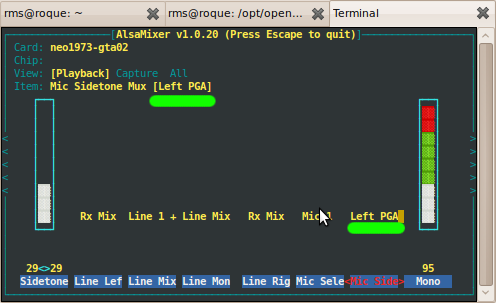 rms@roque: ~
rms@roque: /opt/open...
Terminal
[AlsaMixer v1.0.20 (Press Escape to quit)]
Card: neo1973-gta02
Chip:
View: [Playback] Capture All
Item: Mic Sidetone Mux [Left PGA]
< >
< >
< >
< >
Rx Mix Line 1 + Line Mix Rx Mix Left PGA
29<>29 95
Sidetone Line Lef Line Mix Line Mon Line Rig Mic Sele <Mic Side> Mono